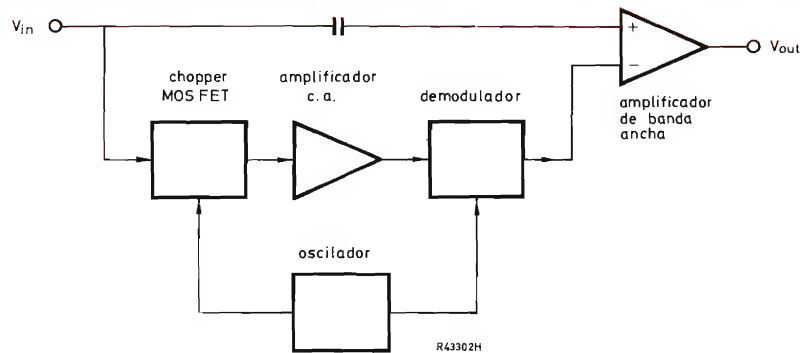 Vin
+
Vout
−
chopper
MOS FET
amplificador
c. a.
demodulador
amplificador
de banda
ancha
oscilador
R43302H